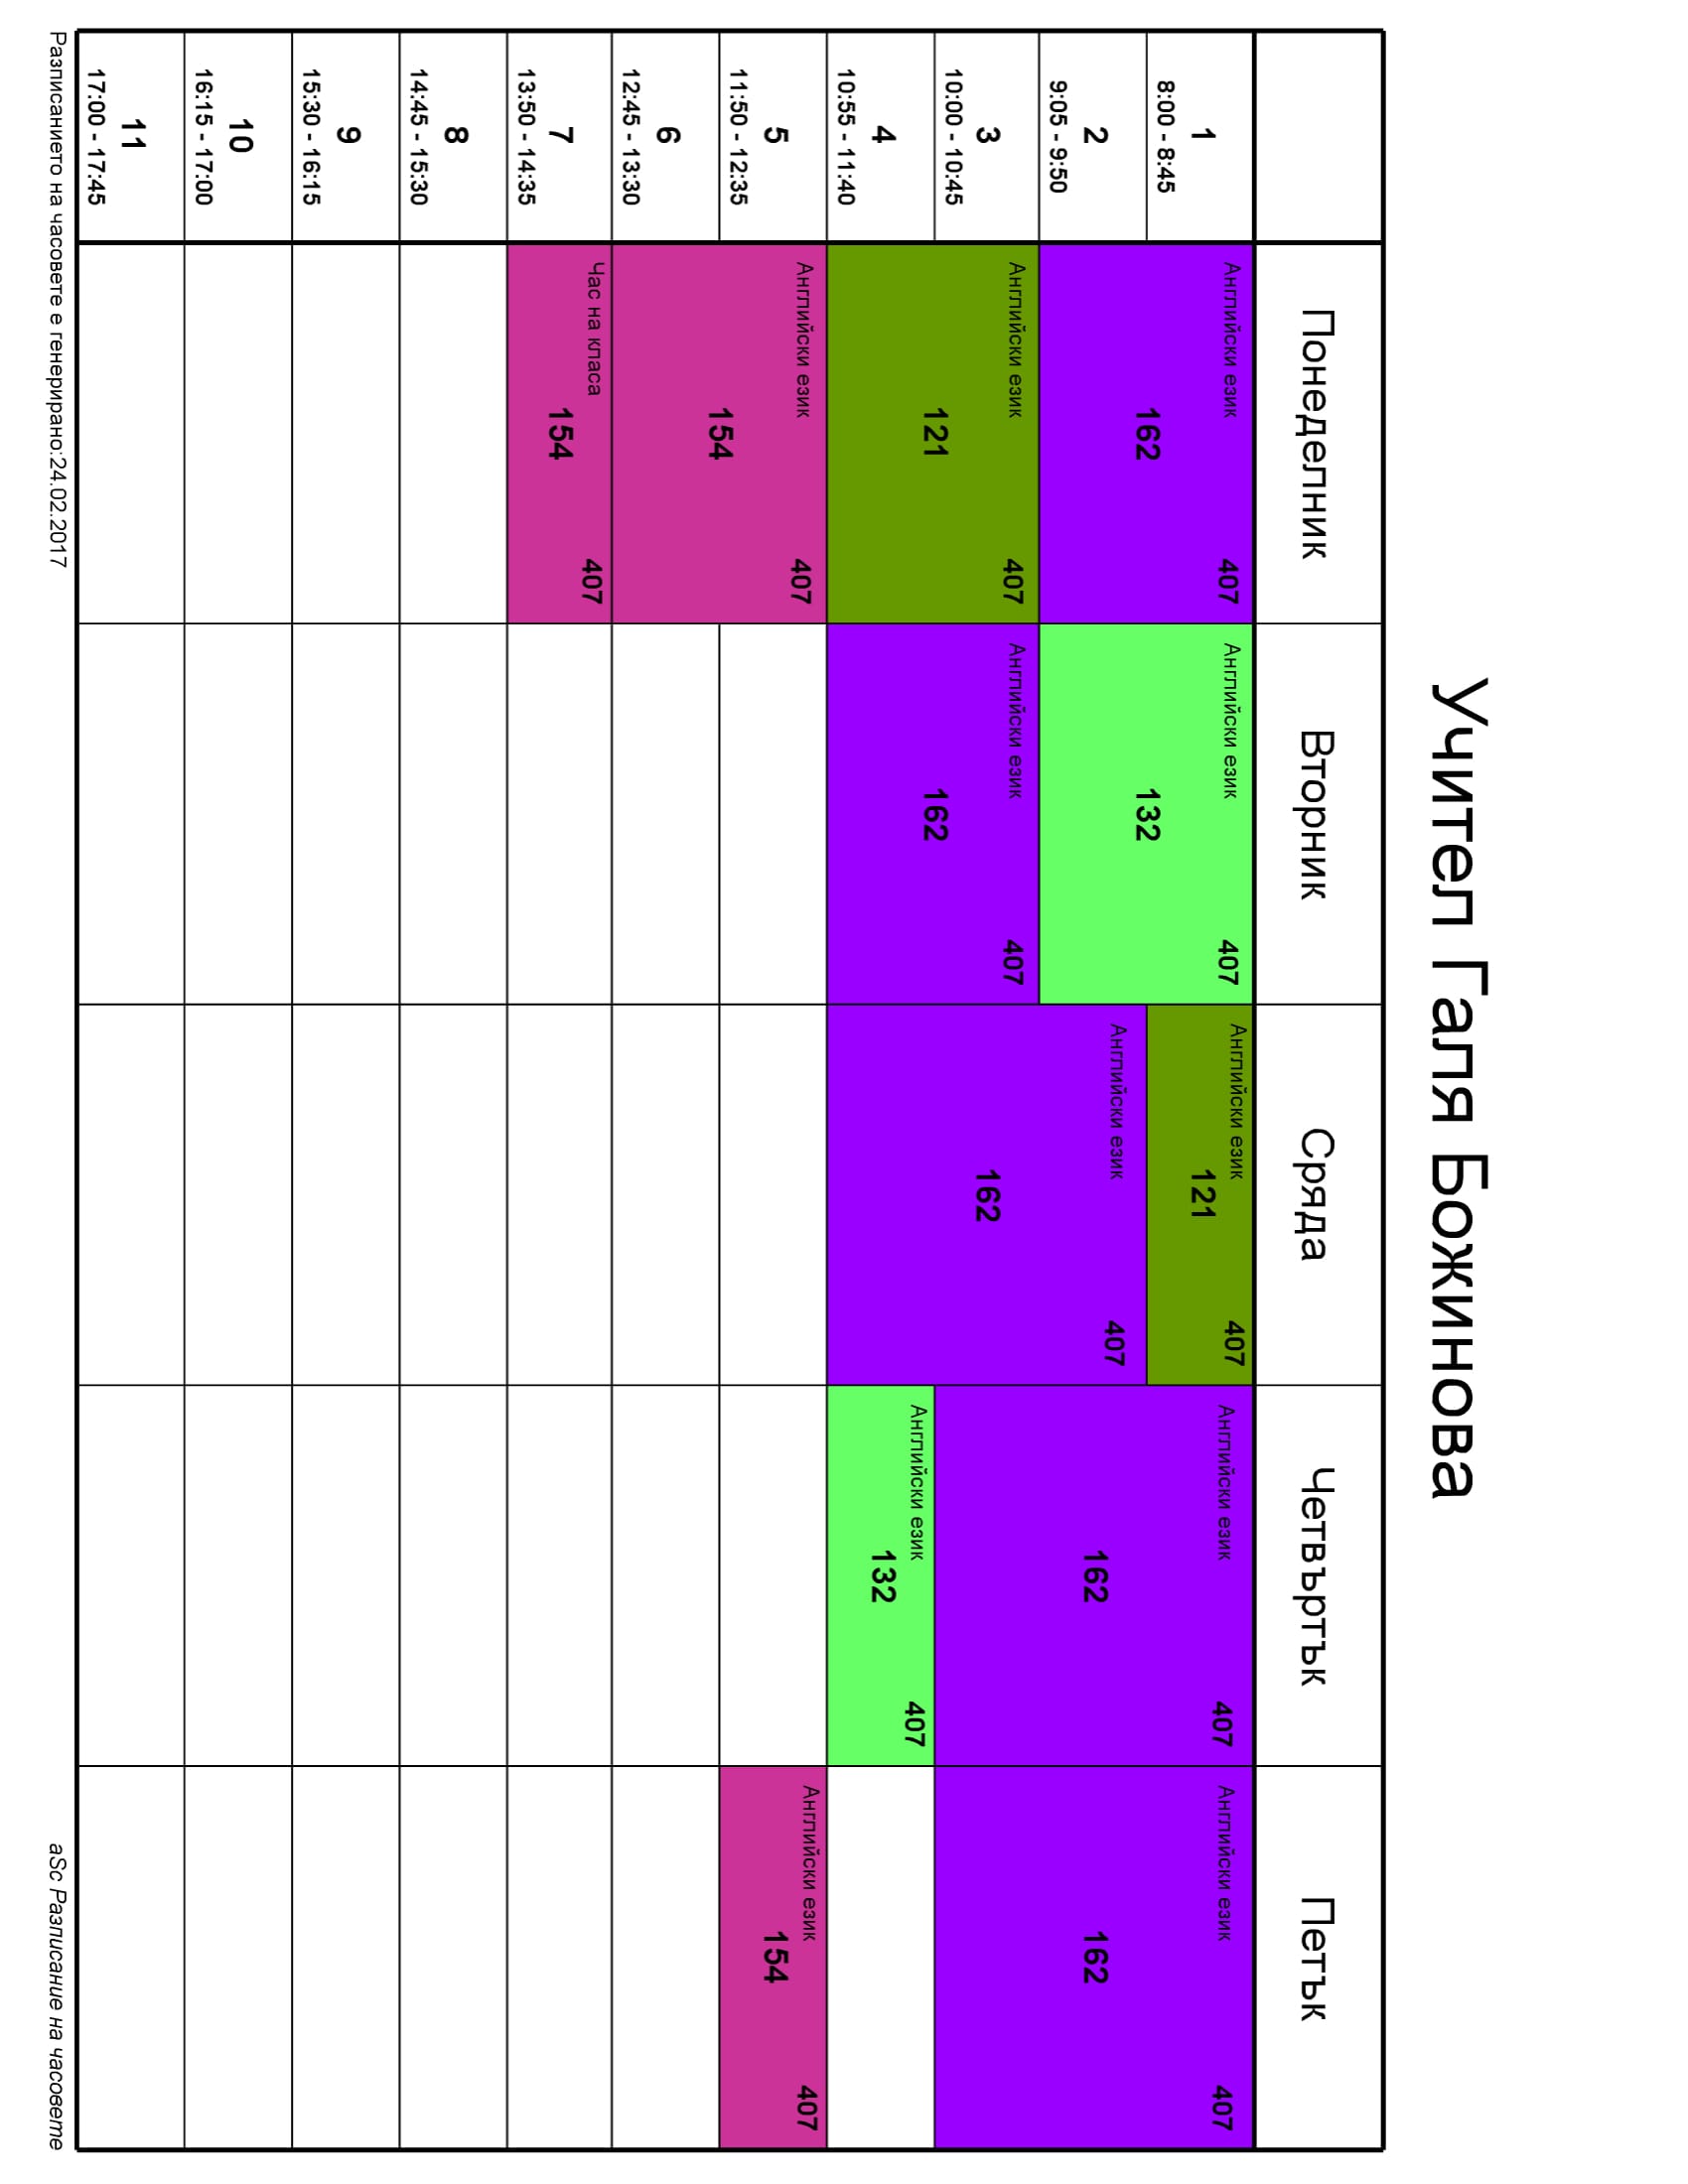 Учител Галя Божинова
Понеделник
Вторник
Сряда
Четвъртък
Петък
1
8:00 - 8:45
Английски език
162
407
Английски език
132
407
Английски език
121
407
Английски език
162
407
Английски език
162
407
2
9:05 - 9:50
Английски език
162
407
3
10:00 - 10:45
Английски език
121
407
Английски език
162
407
4
10:55 - 11:40
Английски език
132
407
5
11:50 - 12:35
Английски език
154
407
Английски език
154
407
6
12:45 - 13:30
7
13:50 - 14:35
Час на класа
154
407
8
14:45 - 15:30
9
15:30 - 16:15
10
16:15 - 17:00
11
17:00 - 17:45
Разписанието на часовете е генерирано:24.02.2017
aSc Разписание на часовете